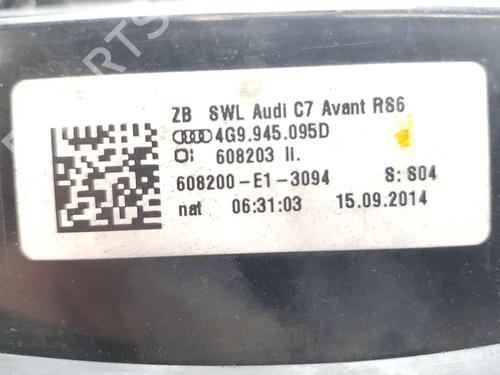 ZB SWL Audi C7 Avant RS6
4G9.945.095D
608203 II.
608200-E1-3094 S: S04
nat 06:31:03 15.09.2014